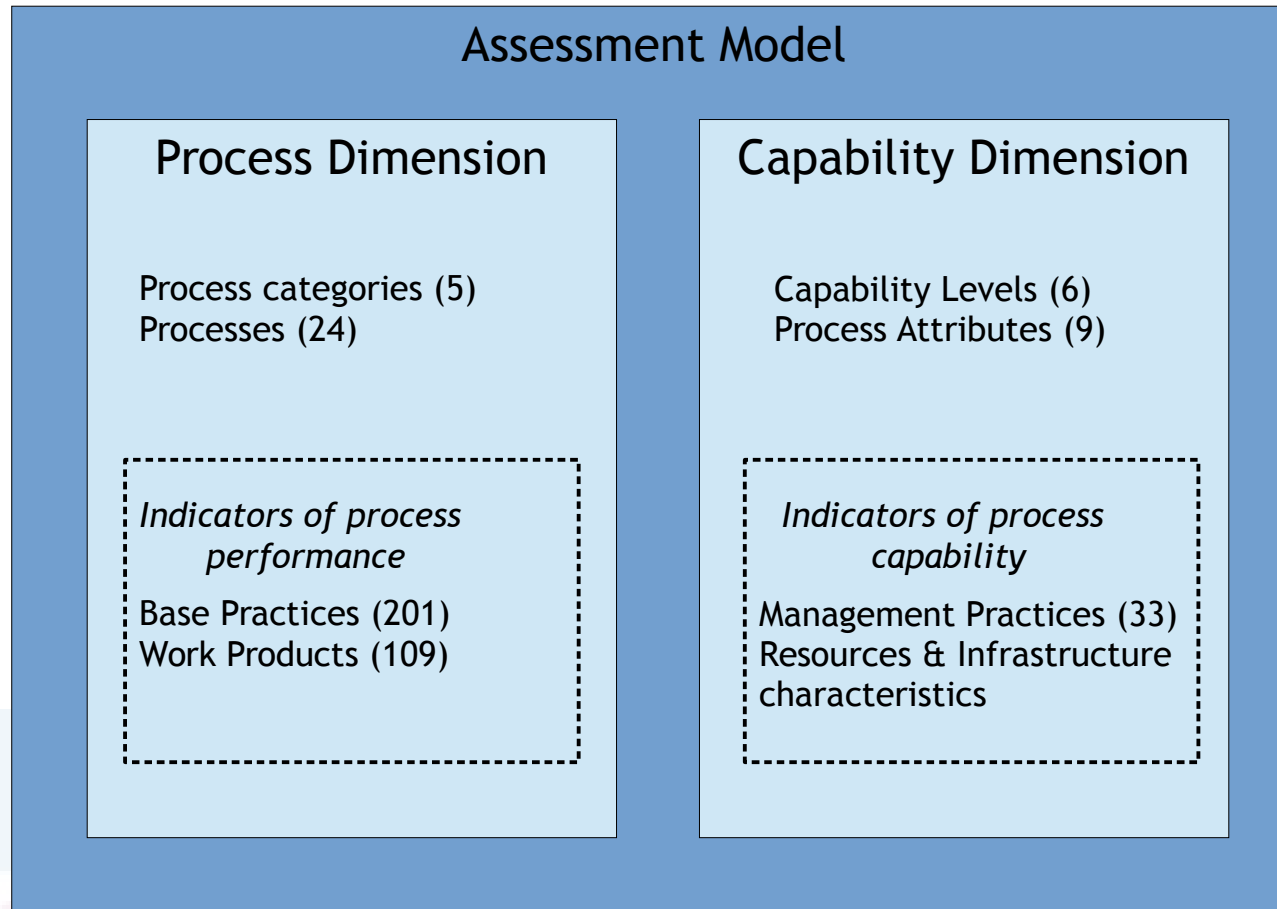 Assessment Model
Process Dimension
Process categories (5)
Processes (24)
Indicators of process
performance
Base Practices (201)
Work Products (109)
Capability Dimension
Capability Levels (6)
Process Attributes (9)
Indicators of process
capability
Management Practices (33)
Resources & Infrastructure
characteristics